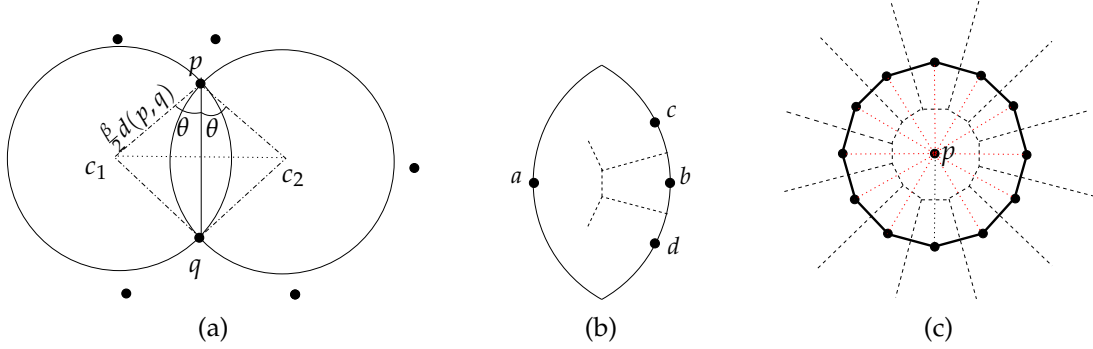 p
β/2 d(p,q)
θ θ
c₁
c₂
q
(a)
a
c
b
d
(b)
p
(c)